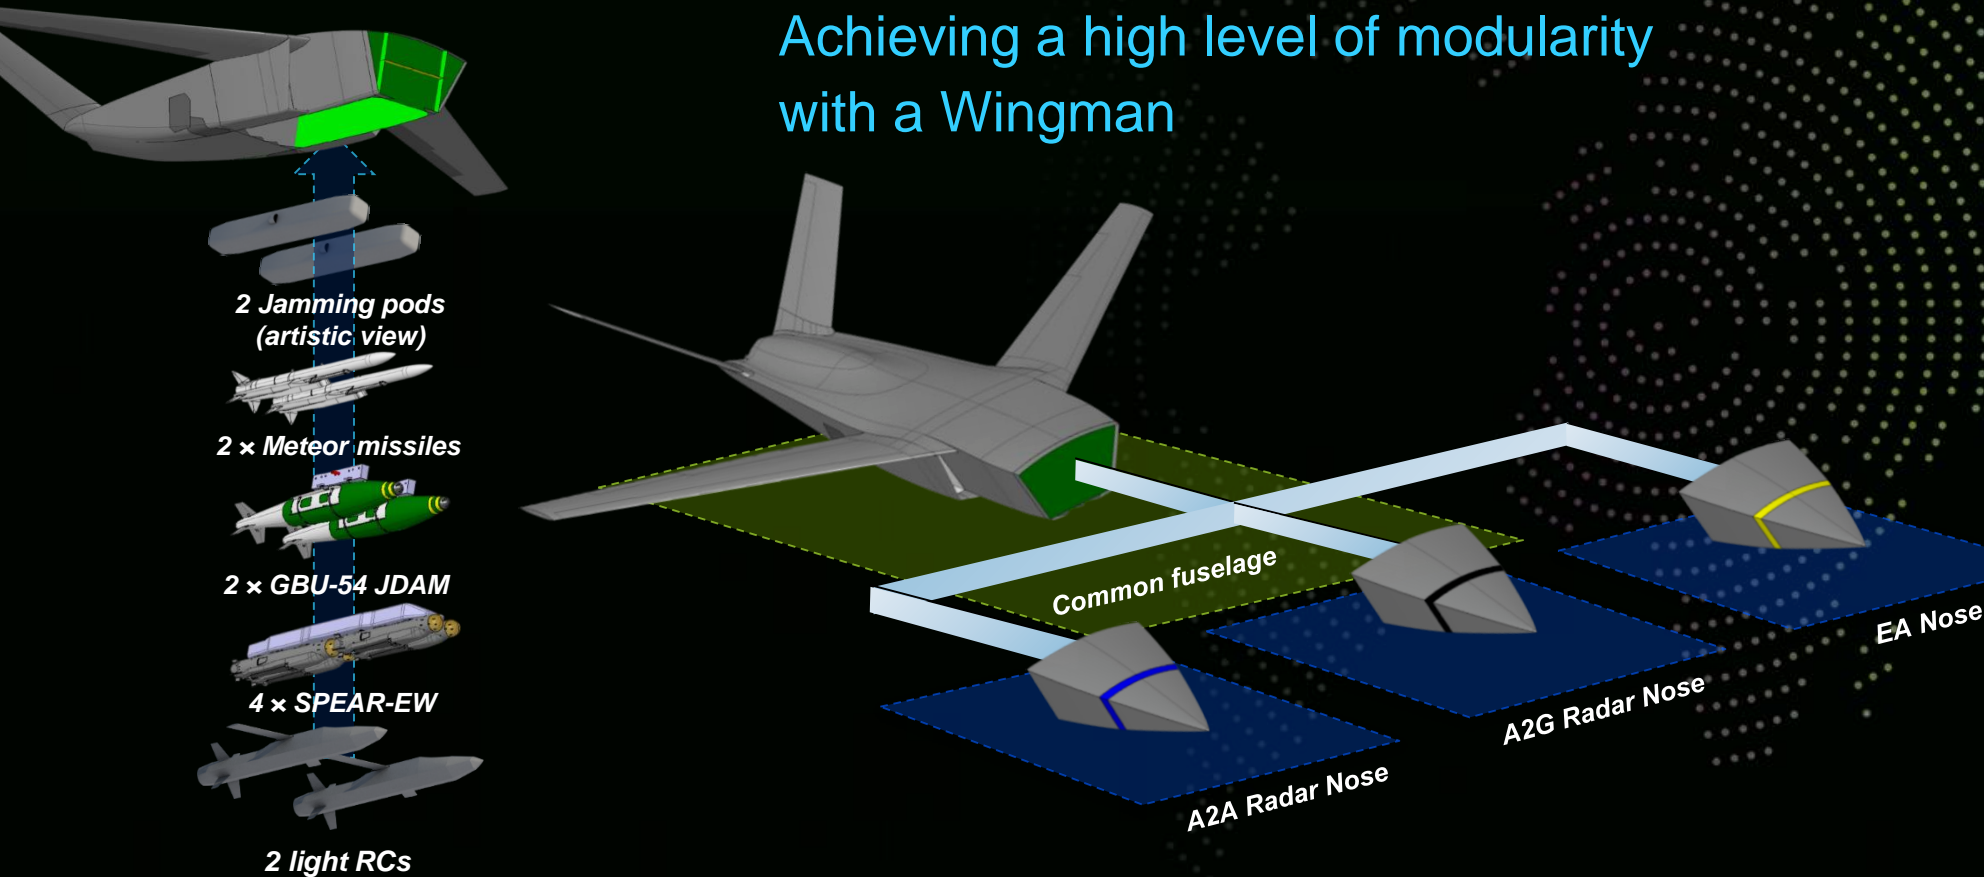 Achieving a high level of modularity
with a Wingman
2 Jamming pods
(artistic view)
2 × Meteor missiles
2 × GBU-54 JDAM
4 × SPEAR-EW
2 light RCs
Common fuselage
A2A Radar Nose
A2G Radar Nose
EA Nose